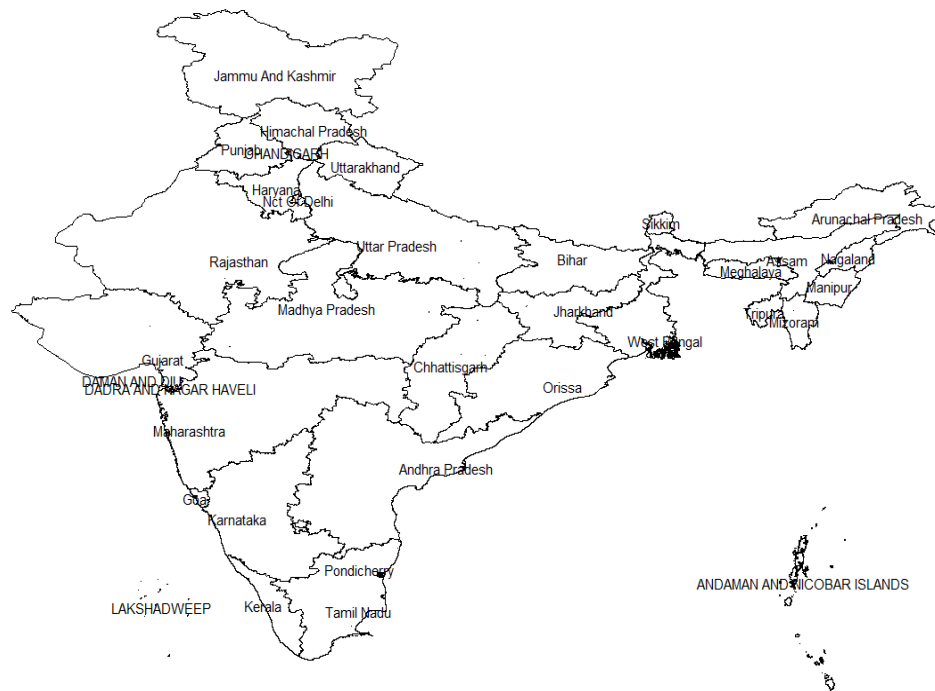 Jammu And Kashmir
Himachal Pradesh
Punjab
CHANDIGARH
Uttarakhand
Haryana
Nct Of Delhi
Sikkim
Arunachal Pradesh
Uttar Pradesh
Rajasthan
Bihar
Assam
Nagaland
Meghalaya
Manipur
Madhya Pradesh
Jharkhand
Tripura
Mizoram
West Bengal
Gujarat
Chhattisgarh
DAMAN AND DIU
DADRA AND NAGAR HAVELI
Orissa
Maharashtra
Andhra Pradesh
Goa
Karnataka
Pondicherry
ANDAMAN AND NICOBAR ISLANDS
LAKSHADWEEP
Kerala
Tamil Nadu